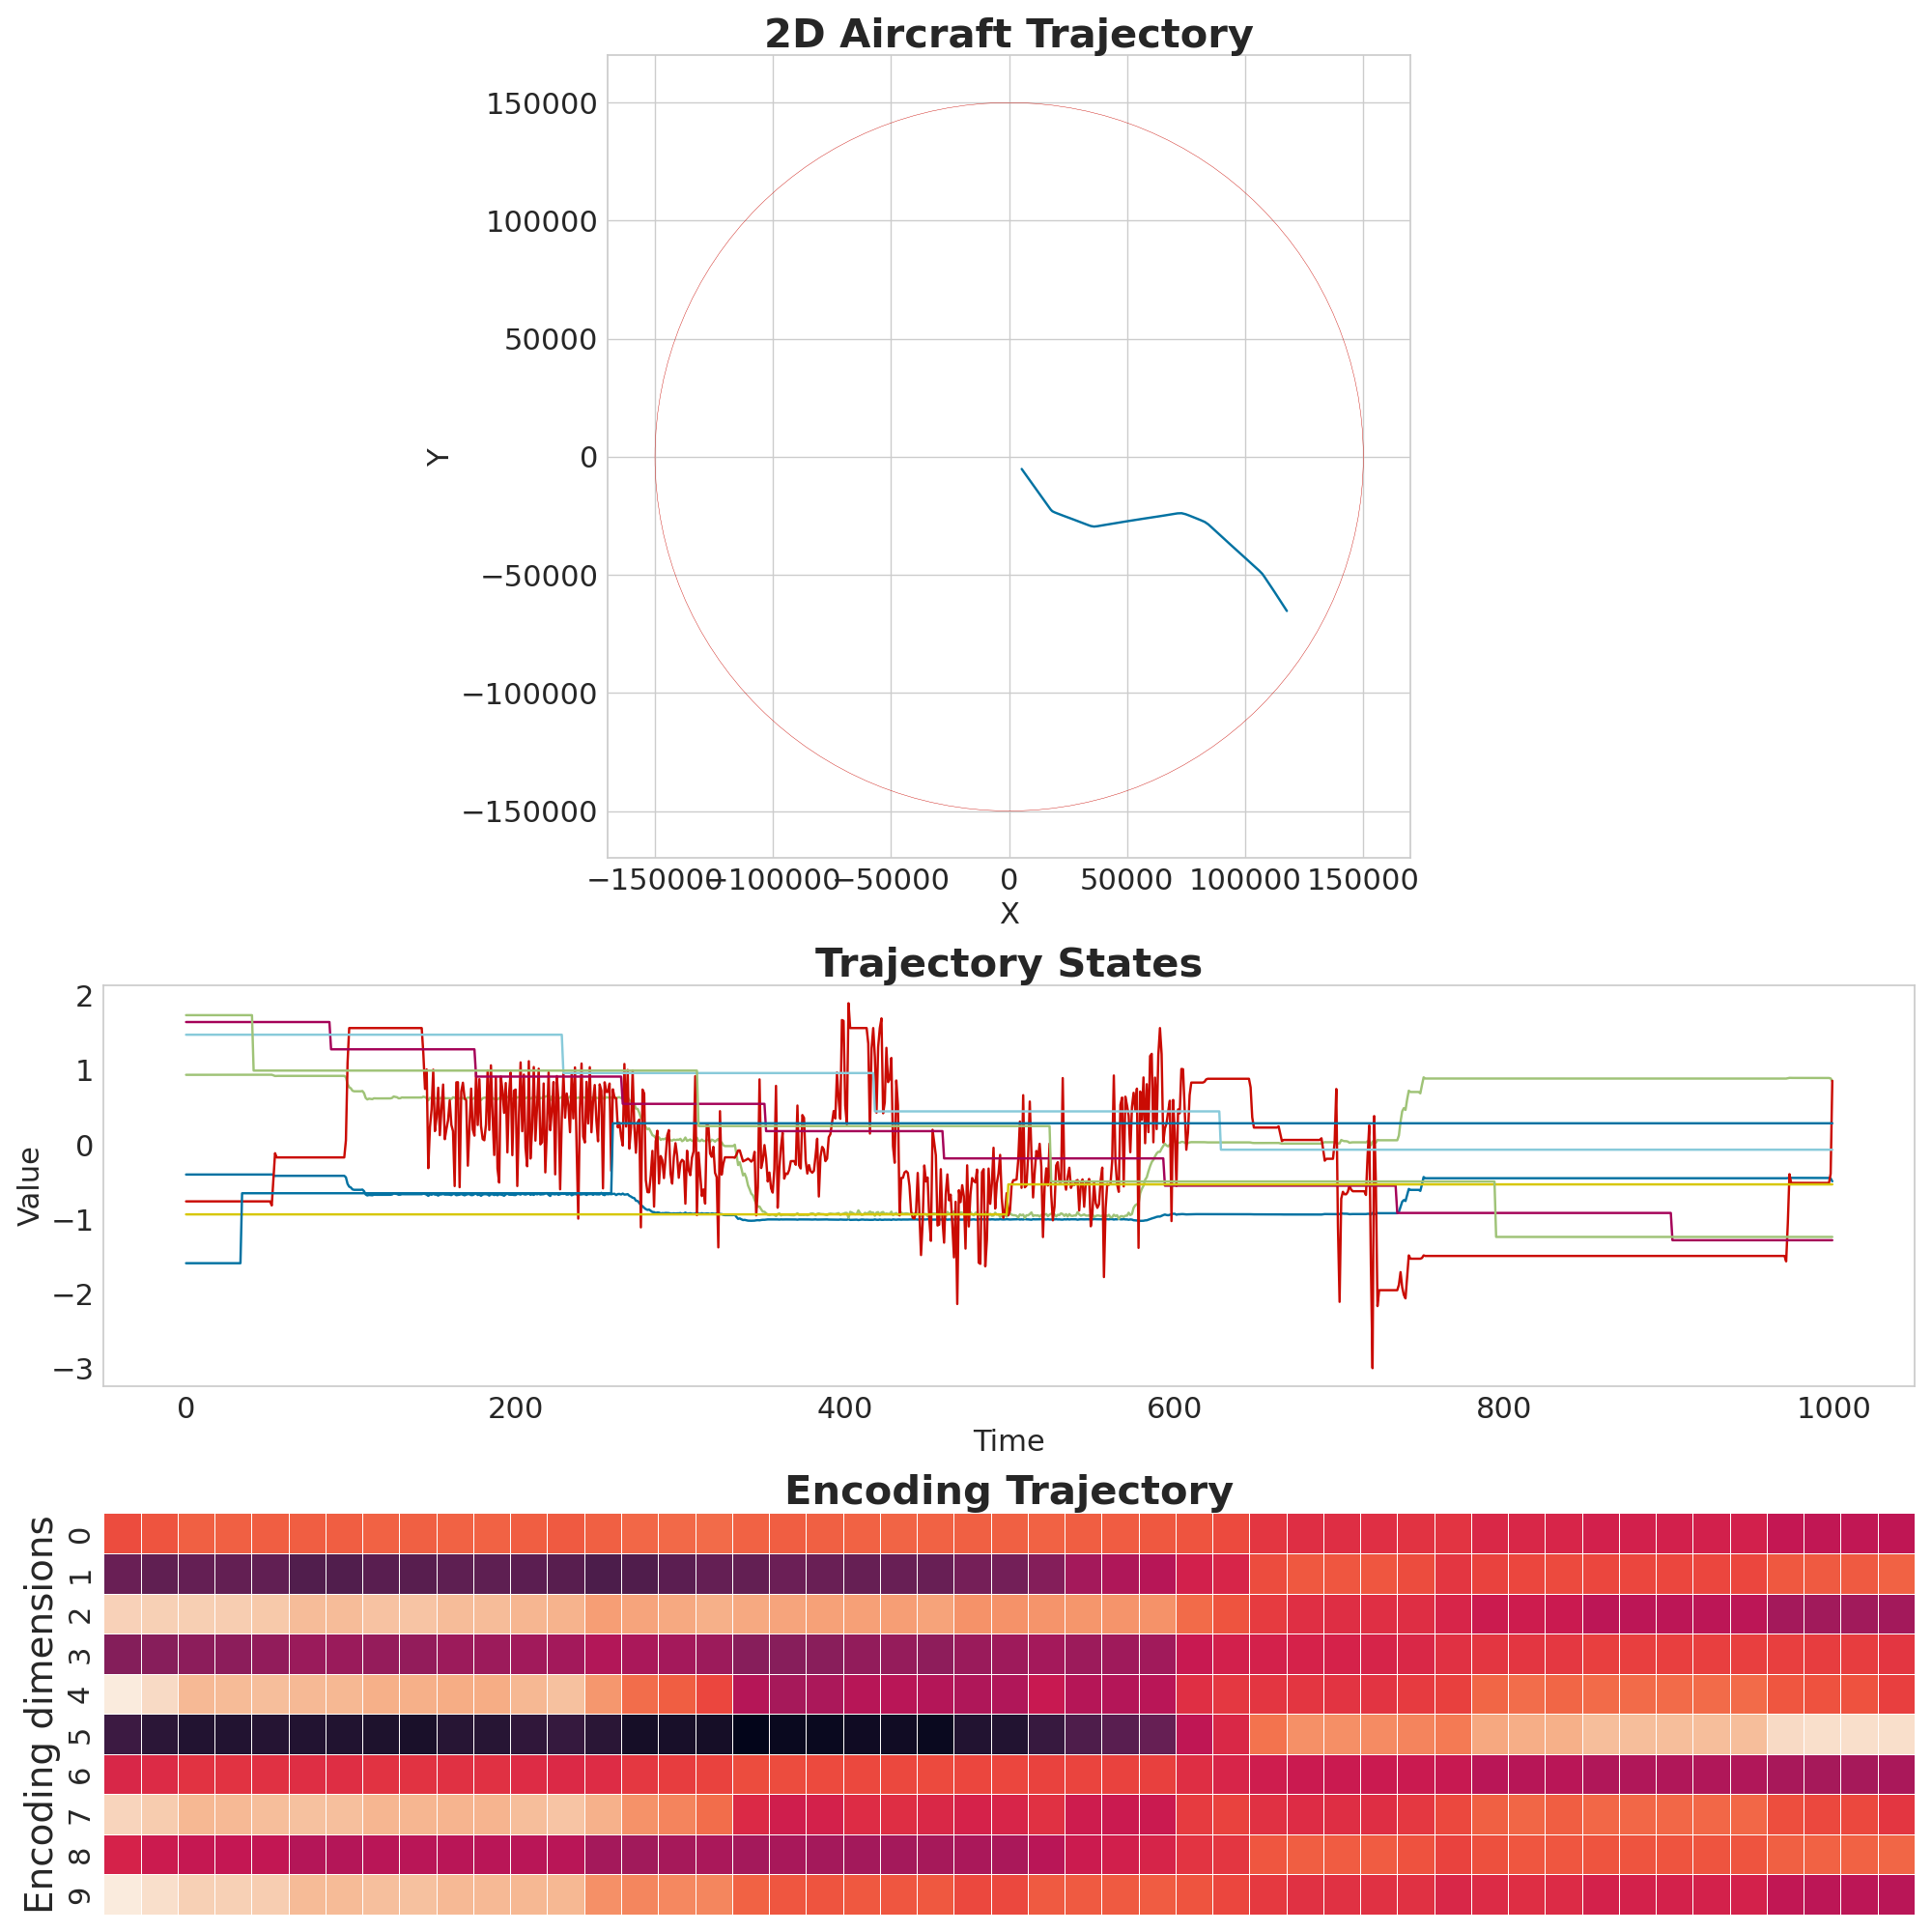 2D Aircraft Trajectory
150000
100000
50000
0
−50000
−100000
−150000
Y
−150000 −100000 −50000 0 50000 100000 150000
X
Trajectory States
2
1
0
−1
−2
−3
Value
0 200 400 600 800 1000
Time
Encoding Trajectory
Encoding dimensions
0
1
2
3
4
5
6
7
8
9